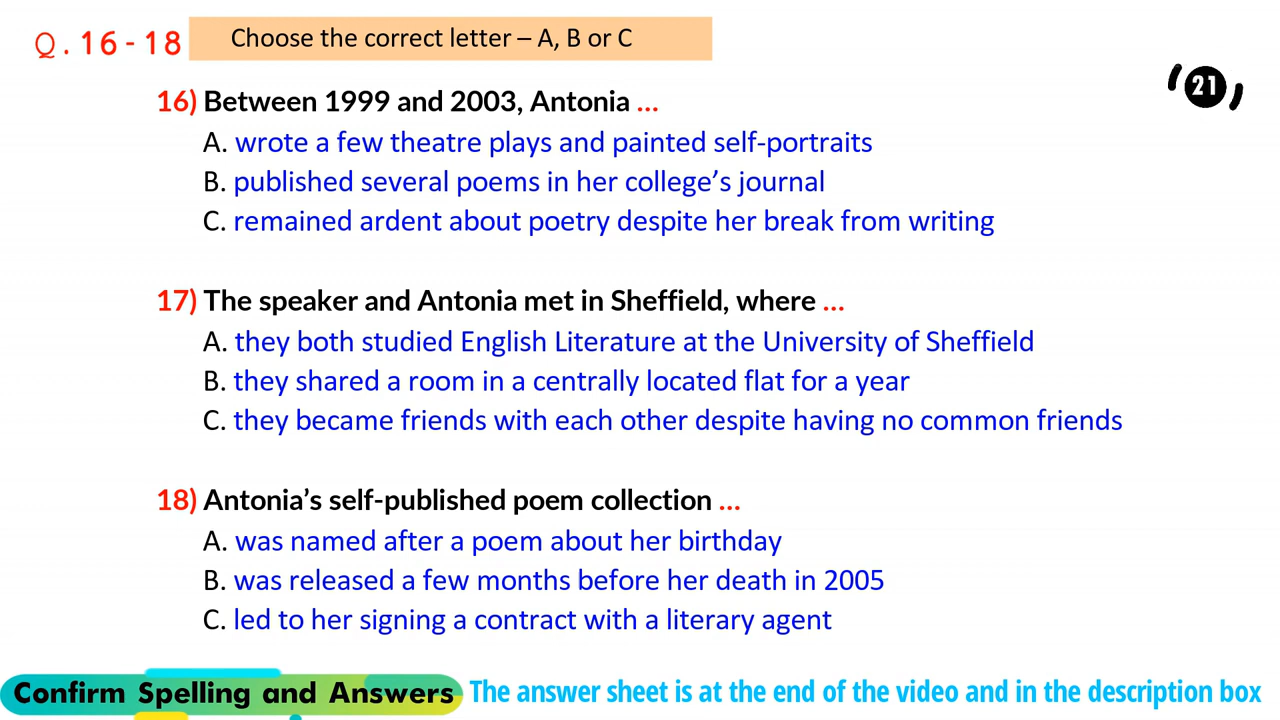 Q.16-18
Choose the correct letter – A, B or C
21
16) Between 1999 and 2003, Antonia ...
A. wrote a few theatre plays and painted self-portraits
B. published several poems in her college’s journal
C. remained ardent about poetry despite her break from writing
17) The speaker and Antonia met in Sheffield, where ...
A. they both studied English Literature at the University of Sheffield
B. they shared a room in a centrally located flat for a year
C. they became friends with each other despite having no common friends
18) Antonia’s self-published poem collection ...
A. was named after a poem about her birthday
B. was released a few months before her death in 2005
C. led to her signing a contract with a literary agent
Confirm Spelling and Answers
The answer sheet is at the end of the video and in the description box